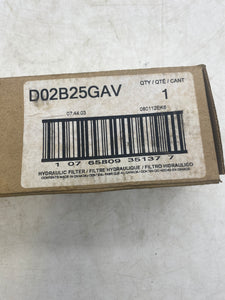 D02B25GAV
QTY / QTÉ / CANT
1
07:44:03
1 07 65809 35137 7
HYDRAULIC FILTER / FILTRE HYDRAULIQUE / FILTRO HIDRAULICO